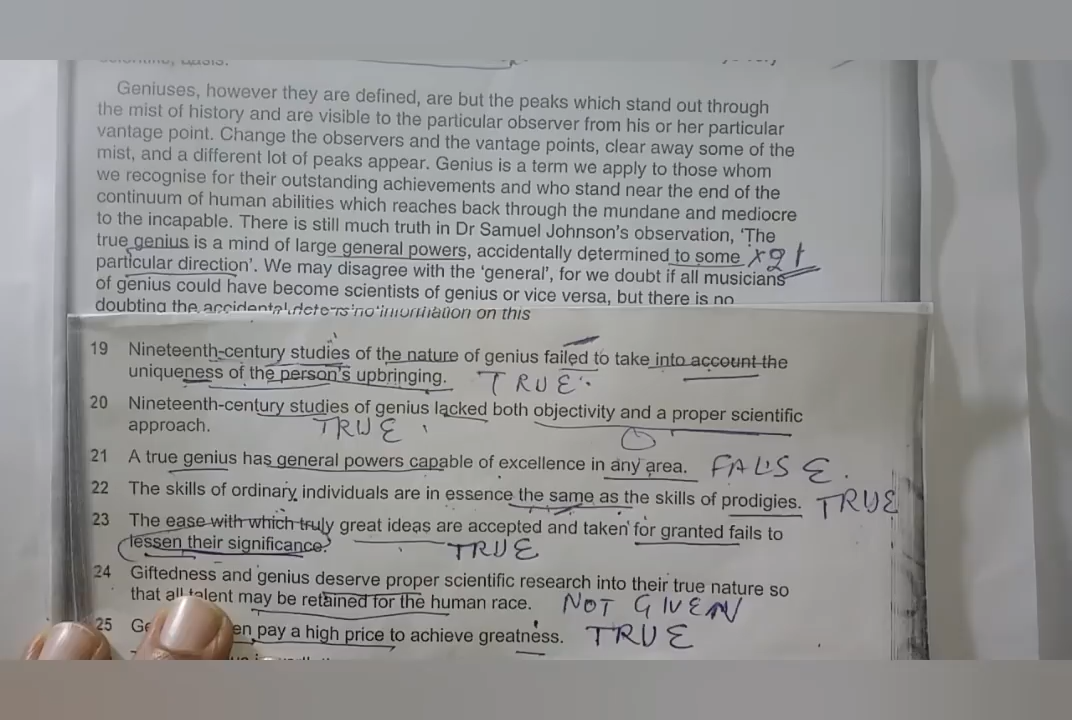 Geniuses, however they are defined, are but the peaks which stand out through
the mist of history and are visible to the particular observer from his or her particular
vantage point. Change the observers and the vantage points, clear away some of the
mist, and a different lot of peaks appear. Genius is a term we apply to those whom
we recognise for their outstanding achievements and who stand near the end of the
continuum of human abilities which reaches back through the mundane and mediocre
to the incapable. There is still much truth in Dr Samuel Johnson's observation, 'The
true genius is a mind of large general powers, accidentally determined to some
particular direction'. We may disagree with the 'general', for we doubt if all musicians
of genius could have become scientists of genius or vice versa, but there is no
doubting the
information on this
19 Nineteenth-century studies of the nature of genius failed to take into account the
uniqueness of the person's upbringing. TRUE.
20 Nineteenth-century studies of genius lacked both objectivity and a proper scientific
approach. TRUE
21 A true genius has general powers capable of excellence in any area. FALSE.
22 The skills of ordinary individuals are in essence the same as the skills of prodigies. TRUE
23 The ease with which truly great ideas are accepted and taken for granted fails to
lessen their significance. TRUE
24 Giftedness and genius deserve proper scientific research into their true nature so
that all talent may be retained for the human race. NOT GIVEN
25 pay a high price to achieve greatness. TRUE